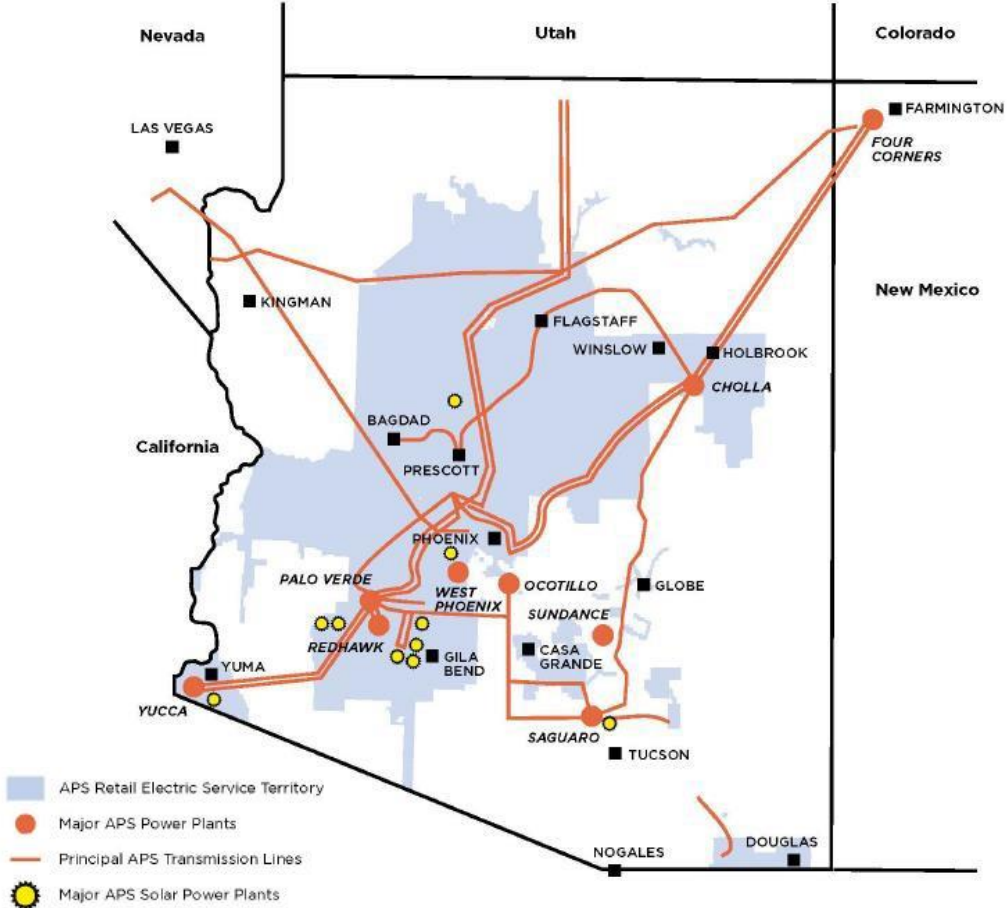 Nevada
Utah
Colorado
LAS VEGAS
FARMINGTON
FOUR
CORNERS
New Mexico
KINGMAN
FLAGSTAFF
WINSLOW
HOLBROOK
CHOLLA
BAGDAD
California
PRESCOTT
PHOENIX
PALO VERDE
WEST
PHOENIX
OCOTILLO
GLOBE
SUNDANCE
REDHAWK
GILA
BEND
CASA
GRANDE
YUMA
YUCCA
SAGUARO
TUCSON
APS Retail Electric Service Territory
Major APS Power Plants
Principal APS Transmission Lines
Major APS Solar Power Plants
NOGALES
DOUGLAS